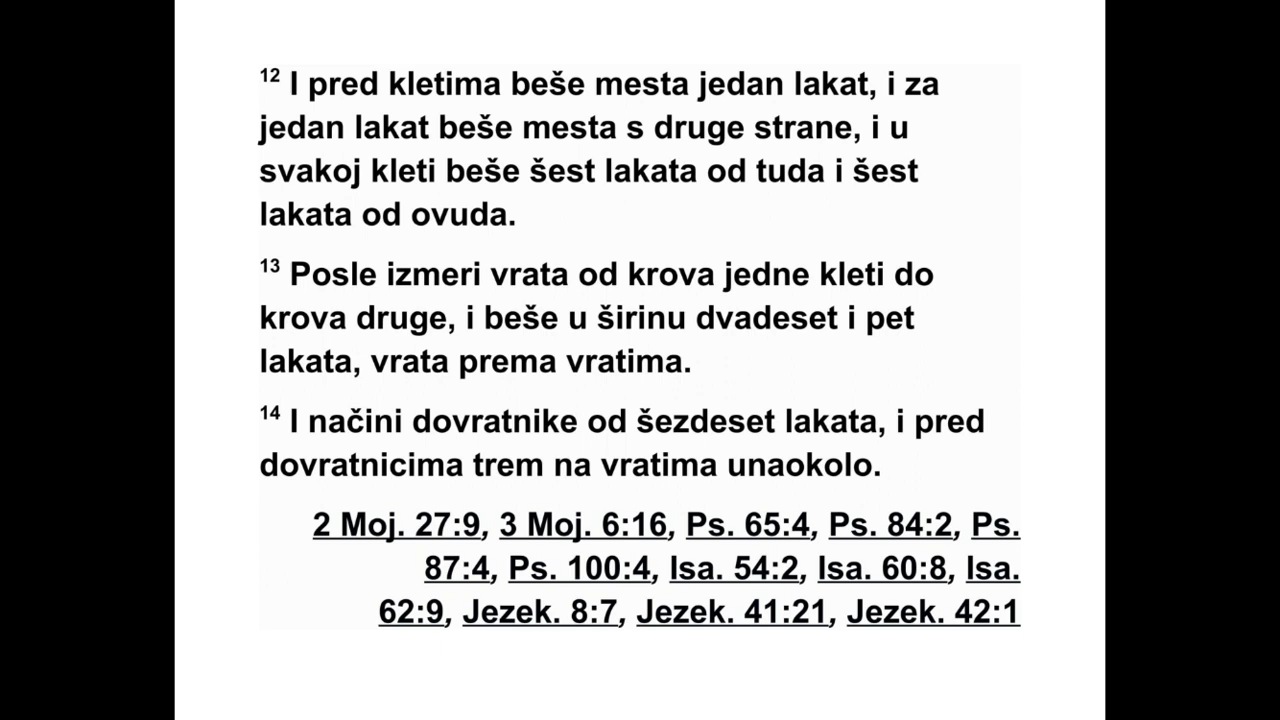 12 I pred kletima beše mesta jedan lakat, i za
jedan lakat beše mesta s druge strane, i u
svakoj kleti beše šest lakata od tuda i šest
lakata od ovuda.
13 Posle izmeri vrata od krova jedne kleti do
krova druge, i beše u širinu dvadeset i pet
lakata, vrata prema vratima.
14 I načini dovratnike od šezdeset lakata, i pred
dovratnicima trem na vratima unaokolo.
2 Moj. 27:9, 3 Moj. 6:16, Ps. 65:4, Ps. 84:2, Ps.
87:4, Ps. 100:4, Isa. 54:2, Isa. 60:8, Isa.
62:9, Jezek. 8:7, Jezek. 41:21, Jezek. 42:1